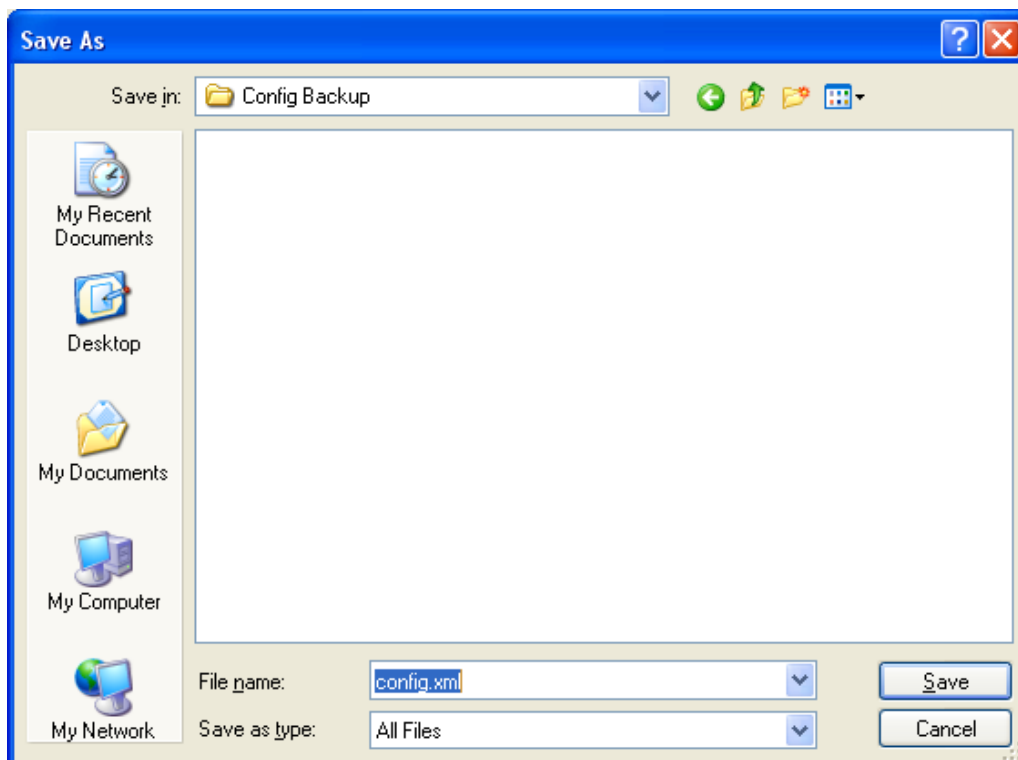 Save As
Save in:
Config Backup
My Recent
Documents
Desktop
My Documents
My Computer
My Network
File name:
config.xml
Save
Save as type:
All Files
Cancel